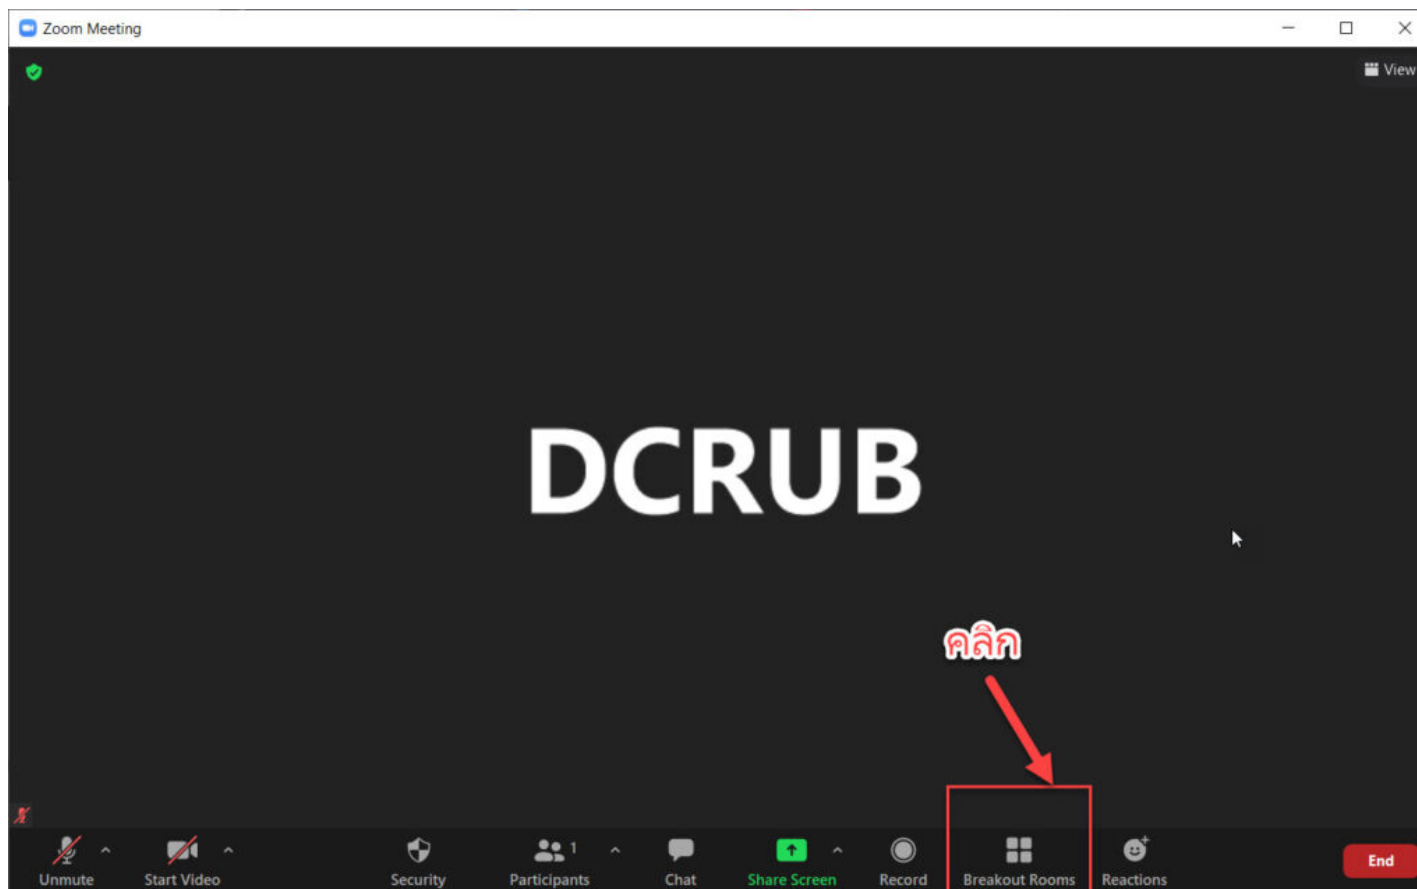 Zoom Meeting
View
DCRUB
คลิก
1
Unmute Start Video Security Participants Chat Share Screen Record Breakout Rooms Reactions End